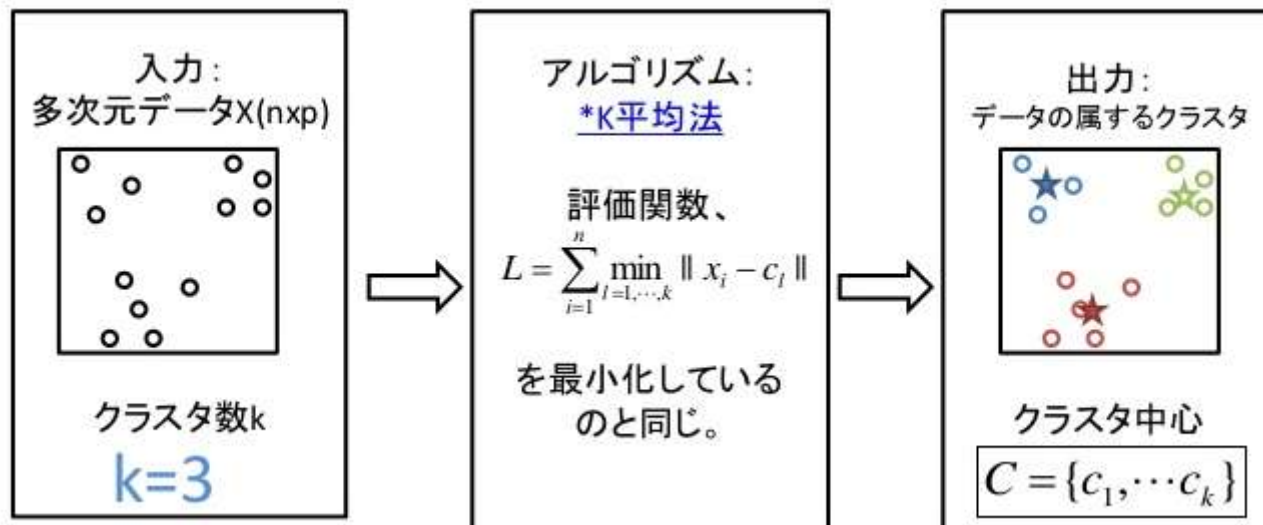 入力：
多次元データX(nxp)
クラスタ数k
k=3
アルゴリズム：
*K平均法
評価関数、
L = \sum_{i=1}^{n} \min_{l=1,\cdots,k} \| x_i - c_l \|
を最小化している
のと同じ。
出力：
データの属するクラスタ
クラスタ中心
C = {c_1, ⋯ c_k}